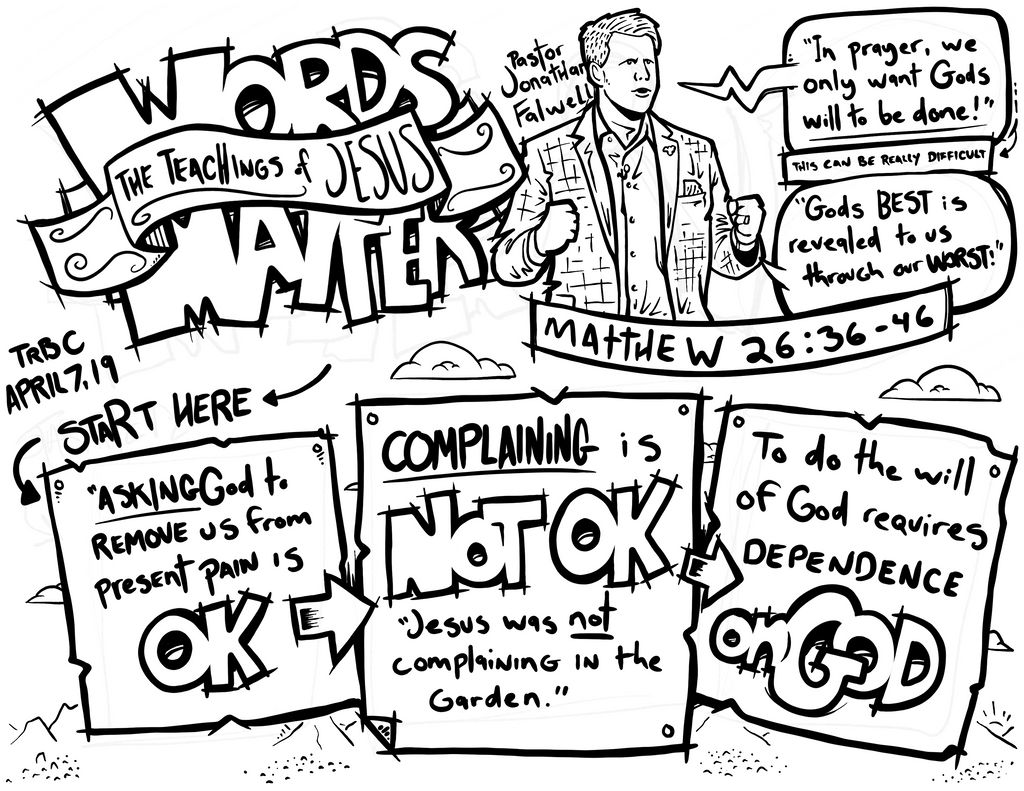 WORDS
THE TEACHINGS of JESUS
MATTER
Pastor
Jonathan
Falwell
"In prayer, we
only want Gods
will to be done!"
THIS CAN BE REALLY DIFFICULT
"Gods BEST is
revealed to us
through our WORST!"
MATTHEW 26:36-46
TRBC
APRIL 7, 19
START HERE
"ASKING God to
REMOVE us from
present PAIN is
OK
COMPLAINING is
NOT OK
"Jesus was not
complaining IN the
Garden."
To do the will
of God requires
DEPENDENCE
on GOD